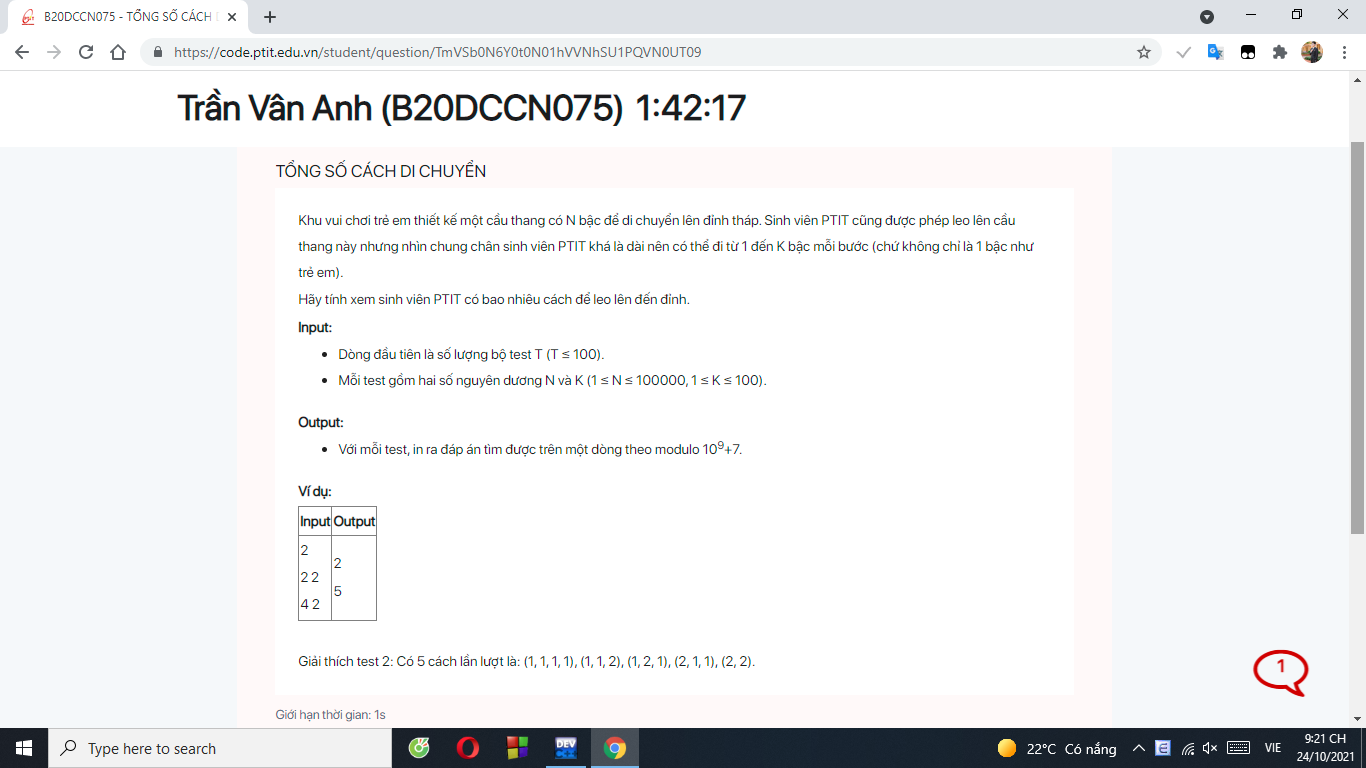 B20DCCN075 - TỔNG SỐ CÁCH
https://code.ptit.edu.vn/student/question/TmVSb0N6Y0t0N01hVVNhSU1PQVN0UT09
Trần Vân Anh (B20DCCN075) 1:42:17
TỔNG SỐ CÁCH DI CHUYỂN
Khu vui chơi trẻ em thiết kế một cầu thang có N bậc để di chuyển lên đỉnh tháp. Sinh viên PTIT cũng được phép leo lên cầu
thang này nhưng nhìn chung chân sinh viên PTIT khá là dài nên có thể đi từ 1 đến K bậc mỗi bước (chứ không chỉ là 1 bậc như
trẻ em).
Hãy tính xem sinh viên PTIT có bao nhiêu cách để leo lên đến đỉnh.
Input:
• Dòng đầu tiên là số lượng bộ test T (T ≤ 100).
• Mỗi test gồm hai số nguyên dương N và K (1 ≤ N ≤ 100000, 1 ≤ K ≤ 100).
Output:
• Với mỗi test, in ra đáp án tìm được trên một dòng theo modulo 10⁹+7.
Ví dụ:
Input Output
2
2 2
4 2
2
5
Giải thích test 2: Có 5 cách lần lượt là: (1, 1, 1, 1), (1, 1, 2), (1, 2, 1), (2, 1, 1), (2, 2).
1
Giới hạn thời gian: 1s
Type here to search
DEV
22°C Có nắng
VIE
9:21 CH
24/10/2021